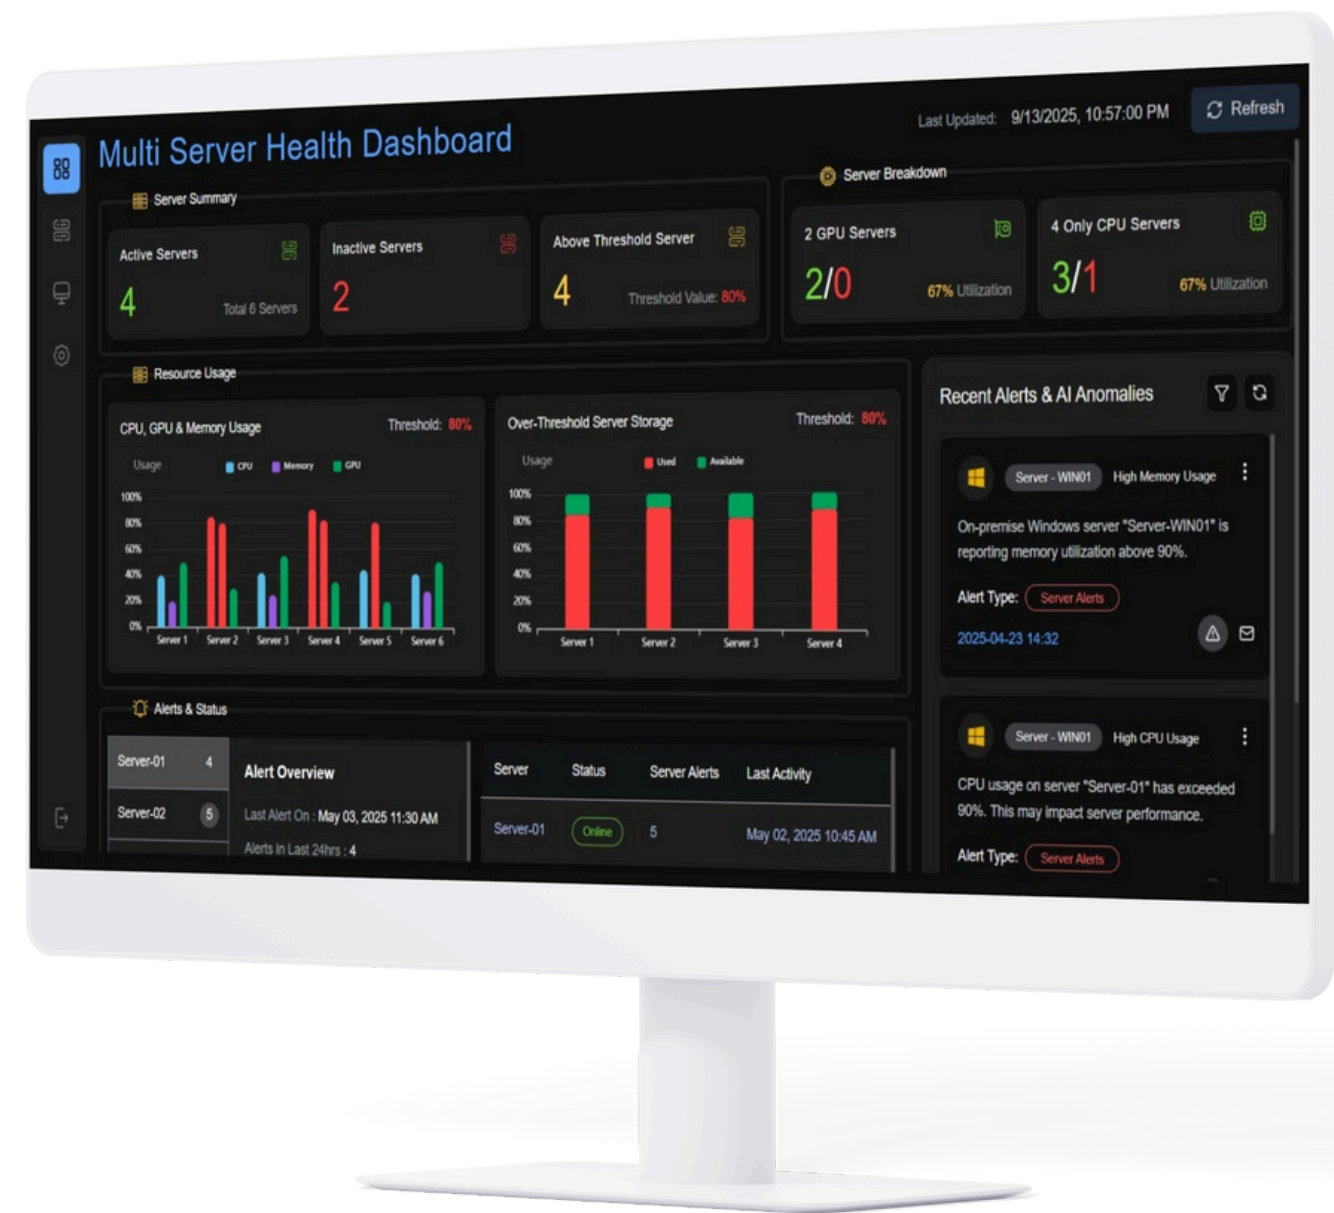 Multi Server Health Dashboard
Last Updated: 9/13/2025, 10:57:00 PM
Refresh
Server Summary
Active Servers
4
Total 6 Servers
Inactive Servers
2
Above Threshold Server
4
Threshold Value: 80%
Server Breakdown
2 GPU Servers
2/0
67% Utilization
4 Only CPU Servers
3/1
67% Utilization
Resource Usage
CPU, GPU & Memory Usage
Threshold: 80%
Usage
CPU Memory GPU
100%
80%
60%
40%
20%
0%
Server 1 Server 2 Server 3 Server 4 Server 5 Server 6
Over-Threshold Server Storage
Threshold: 80%
Usage
Used Available
100%
80%
60%
40%
20%
0%
Server 1 Server 2 Server 3 Server 4
Recent Alerts & AI Anomalies
Server - WIN01 High Memory Usage
On-premise Windows server "Server-WIN01" is
reporting memory utilization above 90%.
Alert Type: Server Alerts
2025-04-23 14:32
Server - WIN01 High CPU Usage
CPU usage on server "Server-01" has exceeded
90%. This may impact server performance.
Alert Type: Server Alerts
Alerts & Status
Server-01 4
Server-02 5
Alert Overview
Last Alert On : May 03, 2025 11:30 AM
Alerts in Last 24hrs : 4
Server Status Server Alerts Last Activity
Server-01 Online 5 May 02, 2025 10:45 AM